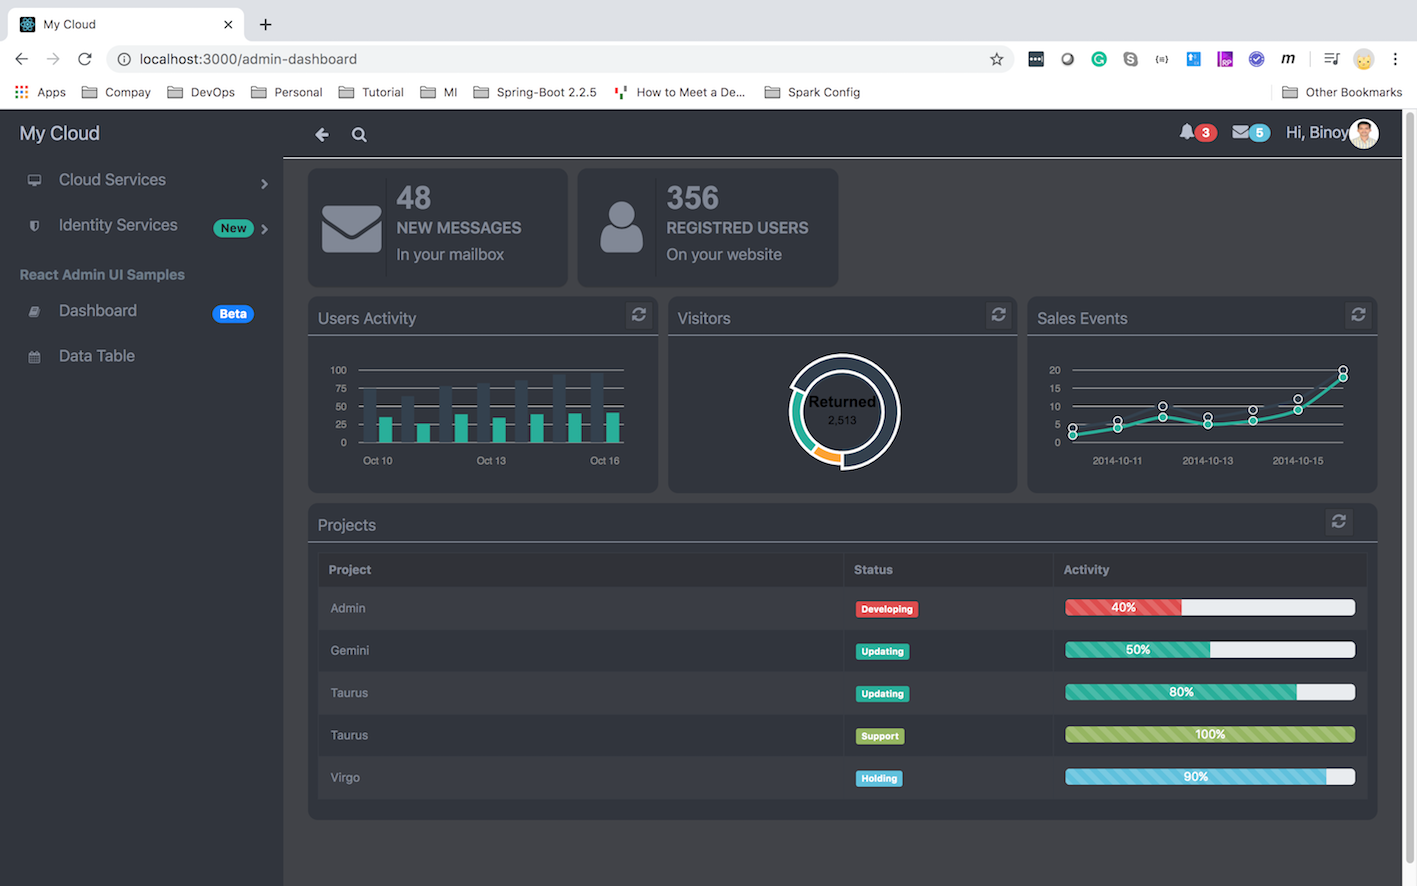 My Cloud
localhost:3000/admin-dashboard
Apps Compay DevOps Personal Tutorial MI Spring-Boot 2.2.5 How to Meet a De... Spark Config Other Bookmarks
My Cloud
3 5 Hi, Binoy
Cloud Services
Identity Services New
React Admin UI Samples
Dashboard Beta
Data Table
48
NEW MESSAGES
In your mailbox
356
REGISTRED USERS
On your website
Users Activity
100
75
50
25
0
Oct 10 Oct 13 Oct 16
Visitors
Returned
2,513
Sales Events
20
15
10
5
0
2014-10-11 2014-10-13 2014-10-15
Projects
Project Status Activity
Admin Developing 40%
Gemini Updating 50%
Taurus Updating 80%
Taurus Support 100%
Virgo Holding 90%